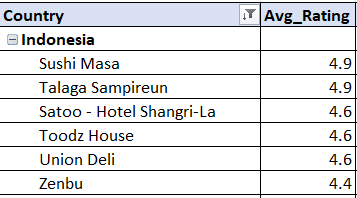 Country Avg_Rating
Indonesia
Sushi Masa 4.9
Talaga Sampireun 4.9
Satoo - Hotel Shangri-La 4.6
Toodz House 4.6
Union Deli 4.6
Zenbu 4.4